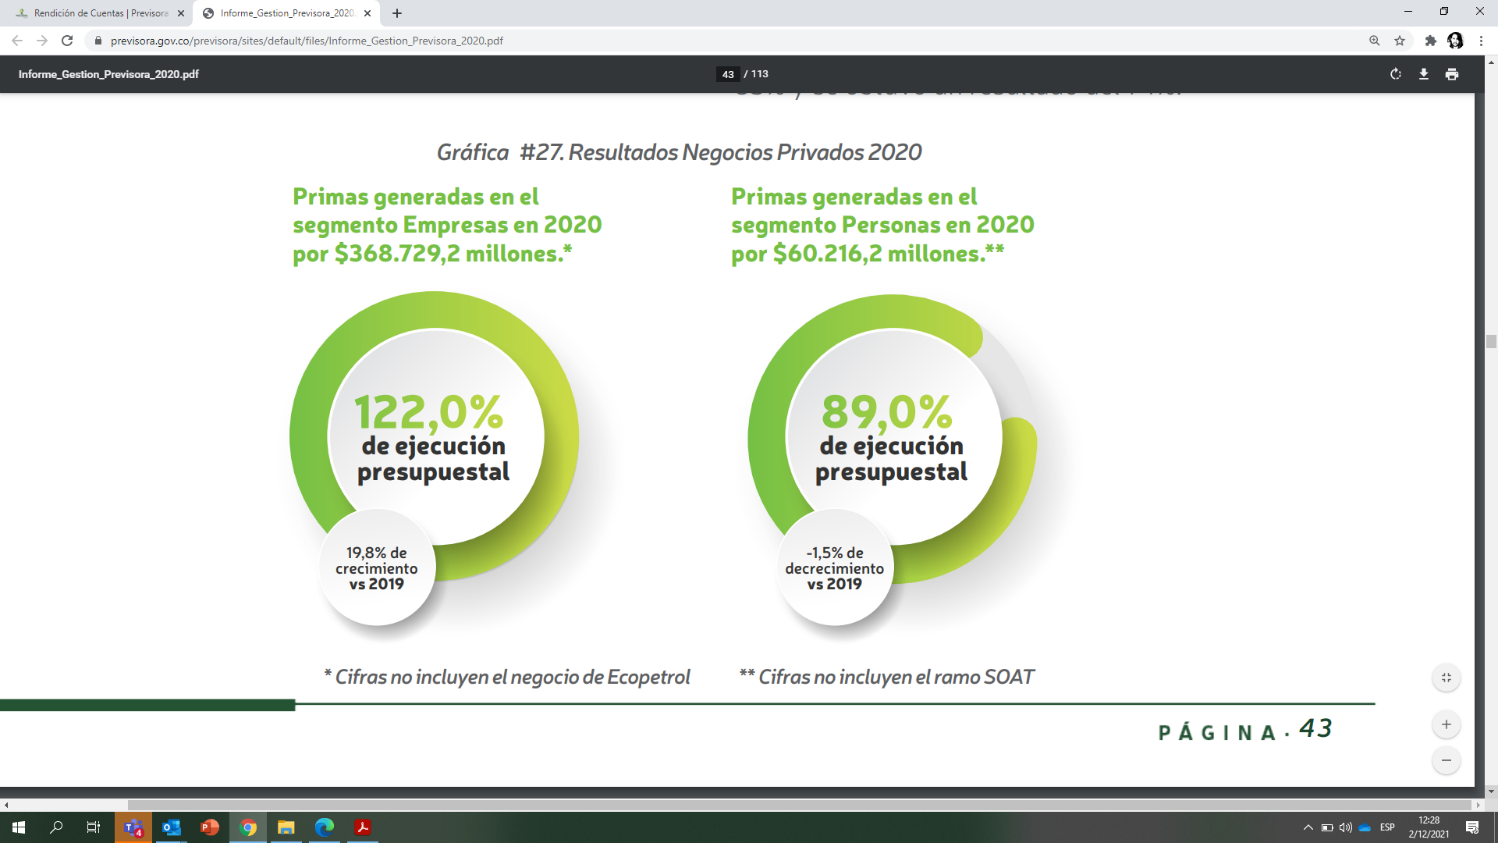 Rendición de Cuentas | Previsora
Informe_Gestion_Previsora_2020.
previsora.gov.co/previsora/sites/default/files/Informe_Gestion_Previsora_2020.pdf
Informe_Gestion_Previsora_2020.pdf
43 / 113
Gráfica #27. Resultados Negocios Privados 2020
Primas generadas en el
segmento Empresas en 2020
por $368.729,2 millones.*
122,0%
de ejecución
presupuestal
19,8% de
crecimiento
vs 2019
* Cifras no incluyen el negocio de Ecopetrol
Primas generadas en el
segmento Personas en 2020
por $60.216,2 millones.**
89,0%
de ejecución
presupuestal
-1,5% de
decrecimiento
vs 2019
** Cifras no incluyen el ramo SOAT
PÁGINA. 43
4
ESP
12:28
2/12/2021